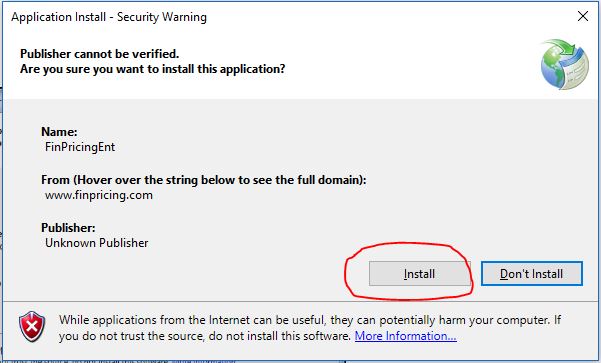 Application Install - Security Warning
Publisher cannot be verified.
Are you sure you want to install this application?
Name:
FinPricingEnt
From (Hover over the string below to see the full domain):
www.finpricing.com
Publisher:
Unknown Publisher
Install
Don't Install
While applications from the Internet can be useful, they can potentially harm your computer. If
you do not trust the source, do not install this software. More Information...